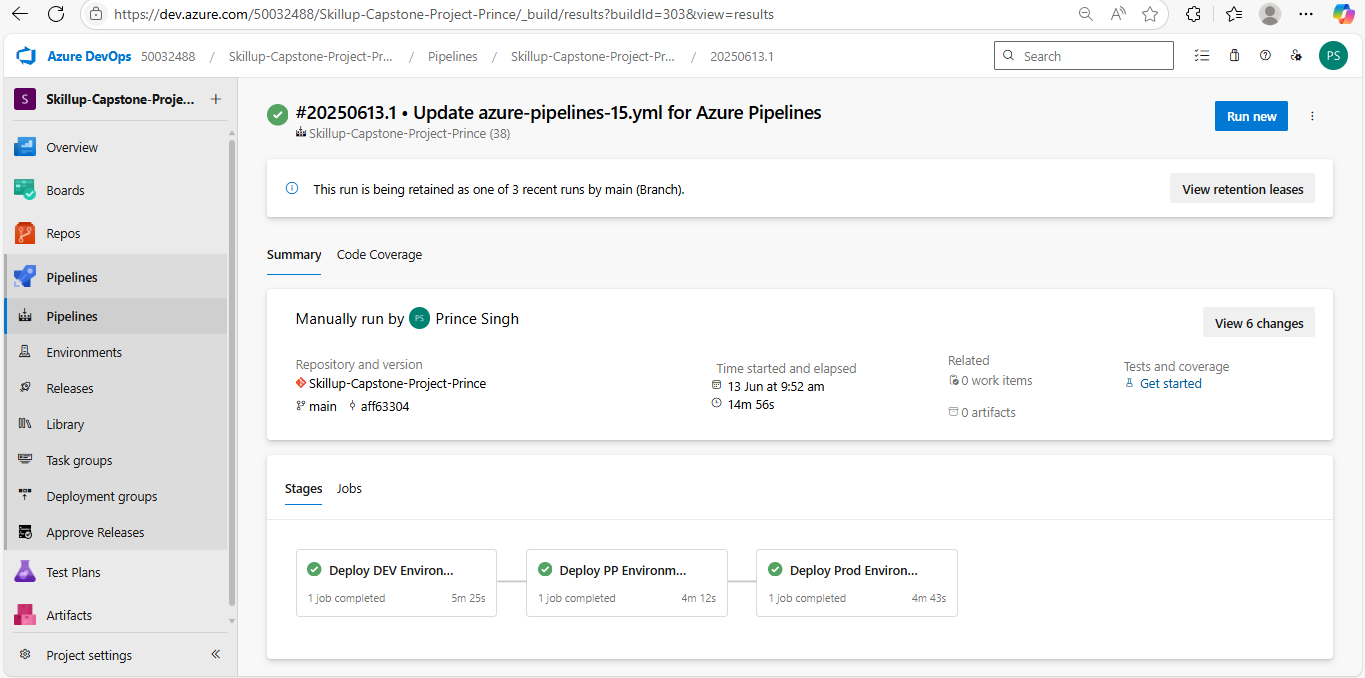 https://dev.azure.com/50032488/Skillup-Capstone-Project-Prince/_build/results?buildId=303&view=results
Azure DevOps 50032488 / Skillup-Capstone-Project-Pr... / Pipelines / Skillup-Capstone-Project-Pr... / 20250613.1
Search
PS
S Skillup-Capstone-Proje... +
Overview
Boards
Repos
Pipelines
Pipelines
Environments
Releases
Library
Task groups
Deployment groups
Approve Releases
Test Plans
Artifacts
Project settings
#20250613.1 • Update azure-pipelines-15.yml for Azure Pipelines
Skillup-Capstone-Project-Prince (38)
Run new
This run is being retained as one of 3 recent runs by main (Branch).
View retention leases
Summary Code Coverage
Manually run by PS Prince Singh
View 6 changes
Repository and version
Skillup-Capstone-Project-Prince
main aff63304
Time started and elapsed
13 Jun at 9:52 am
14m 56s
Related
0 work items
0 artifacts
Tests and coverage
Get started
Stages Jobs
Deploy DEV Environ...
1 job completed 5m 25s
Deploy PP Environm...
1 job completed 4m 12s
Deploy Prod Environ...
1 job completed 4m 43s